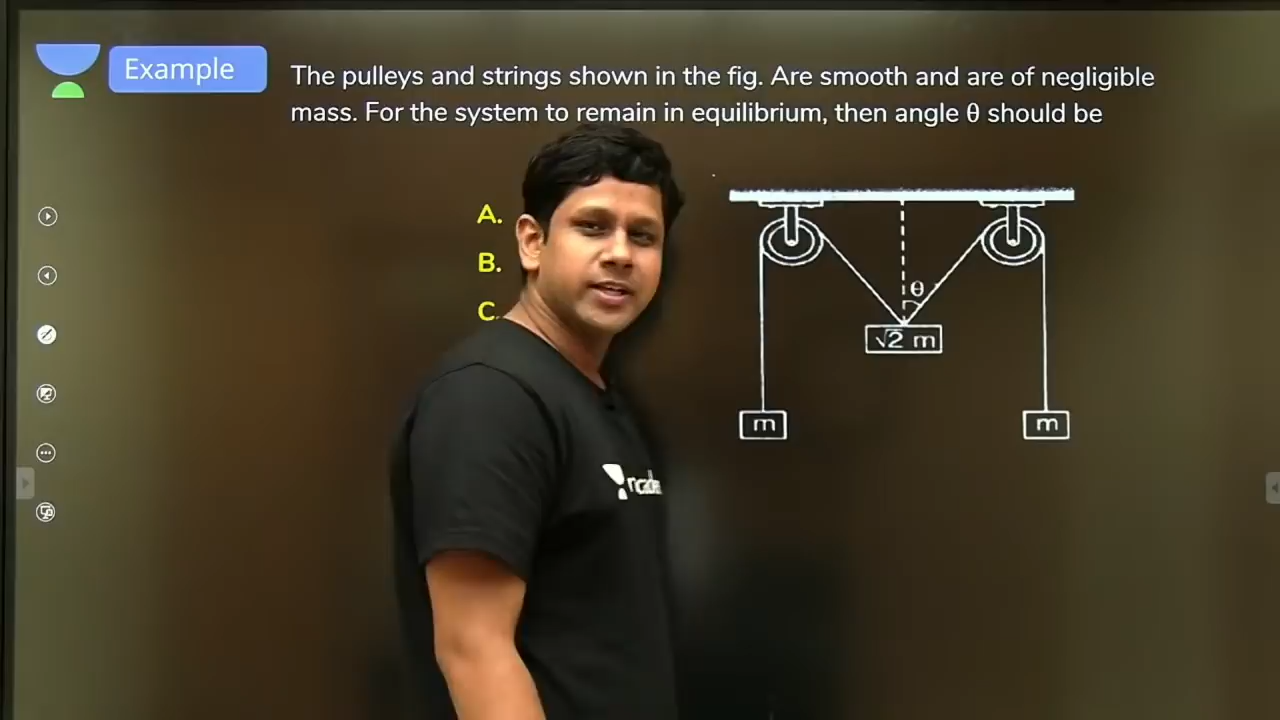 Example
The pulleys and strings shown in the fig. Are smooth and are of negligible
mass. For the system to remain in equilibrium, then angle θ should be
A.
B.
C.
θ
√2 m
m
m